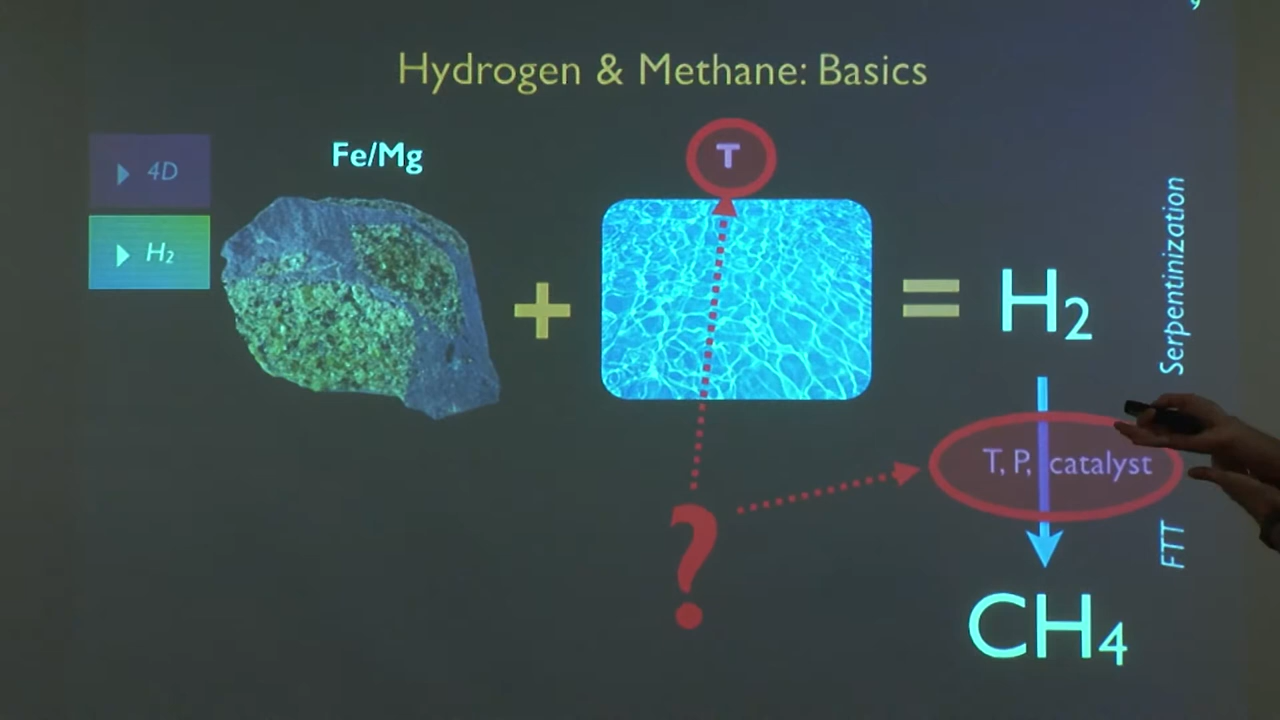 Hydrogen & Methane: Basics
4D
H₂
Fe/Mg
T
+
=
H₂
Serpentinization
T, P, catalyst
?
FTT
CH₄